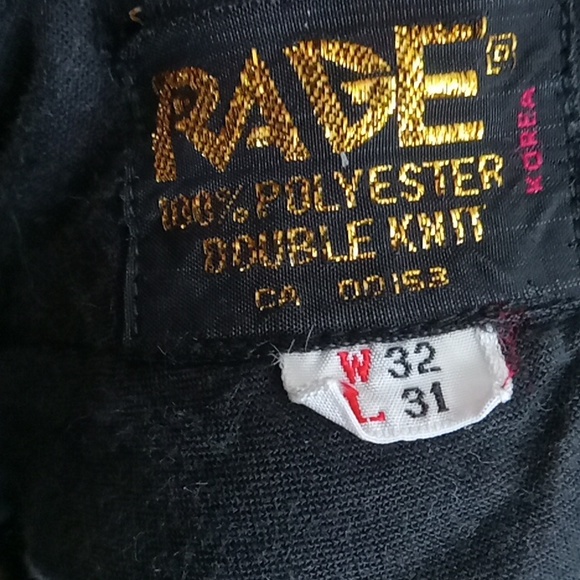 RAGE ®
KOREA
100% POLYESTER
DOUBLE KNIT
CA 00153
W 32
L 31